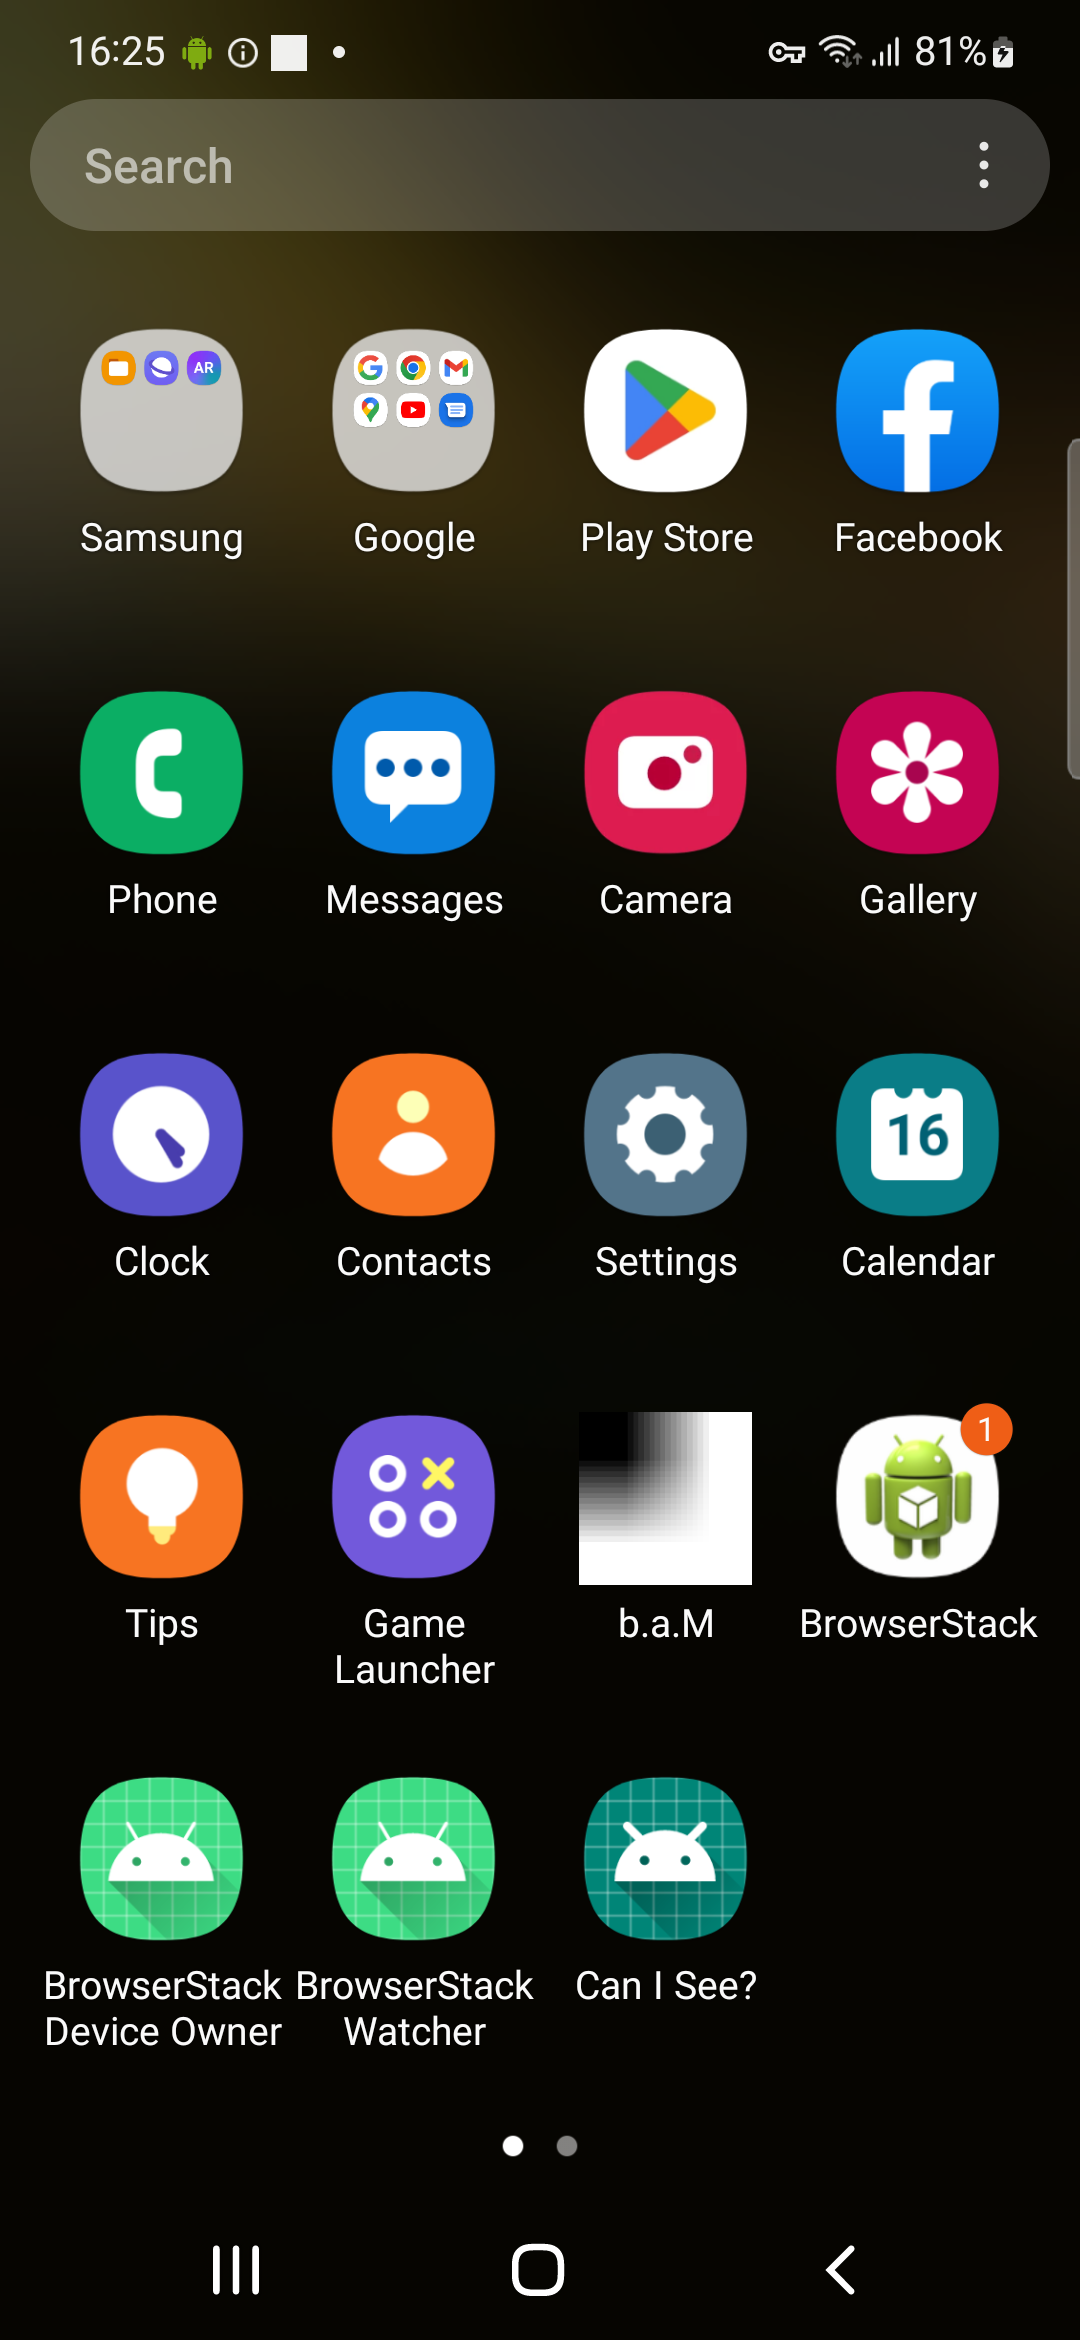 16:25
81%
Search
AR
Samsung
Google
Play Store
Facebook
Phone
Messages
Camera
Gallery
16
Clock
Contacts
Settings
Calendar
1
Tips
Game
Launcher
b.a.M
BrowserStack
BrowserStack
Device Owner
BrowserStack
Watcher
Can I See?